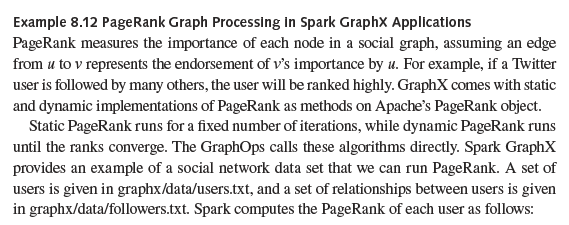 Example 8.12 PageRank Graph Processing in Spark GraphX Applications
PageRank measures the importance of each node in a social graph, assuming an edge
from u to v represents the endorsement of v's importance by u. For example, if a Twitter
user is followed by many others, the user will be ranked highly. GraphX comes with static
and dynamic implementations of PageRank as methods on Apache's PageRank object.
Static PageRank runs for a fixed number of iterations, while dynamic PageRank runs
until the ranks converge. The GraphOps calls these algorithms directly. Spark GraphX
provides an example of a social network data set that we can run PageRank. A set of
users is given in graphx/data/users.txt, and a set of relationships between users is given
in graphx/data/followers.txt. Spark computes the PageRank of each user as follows: